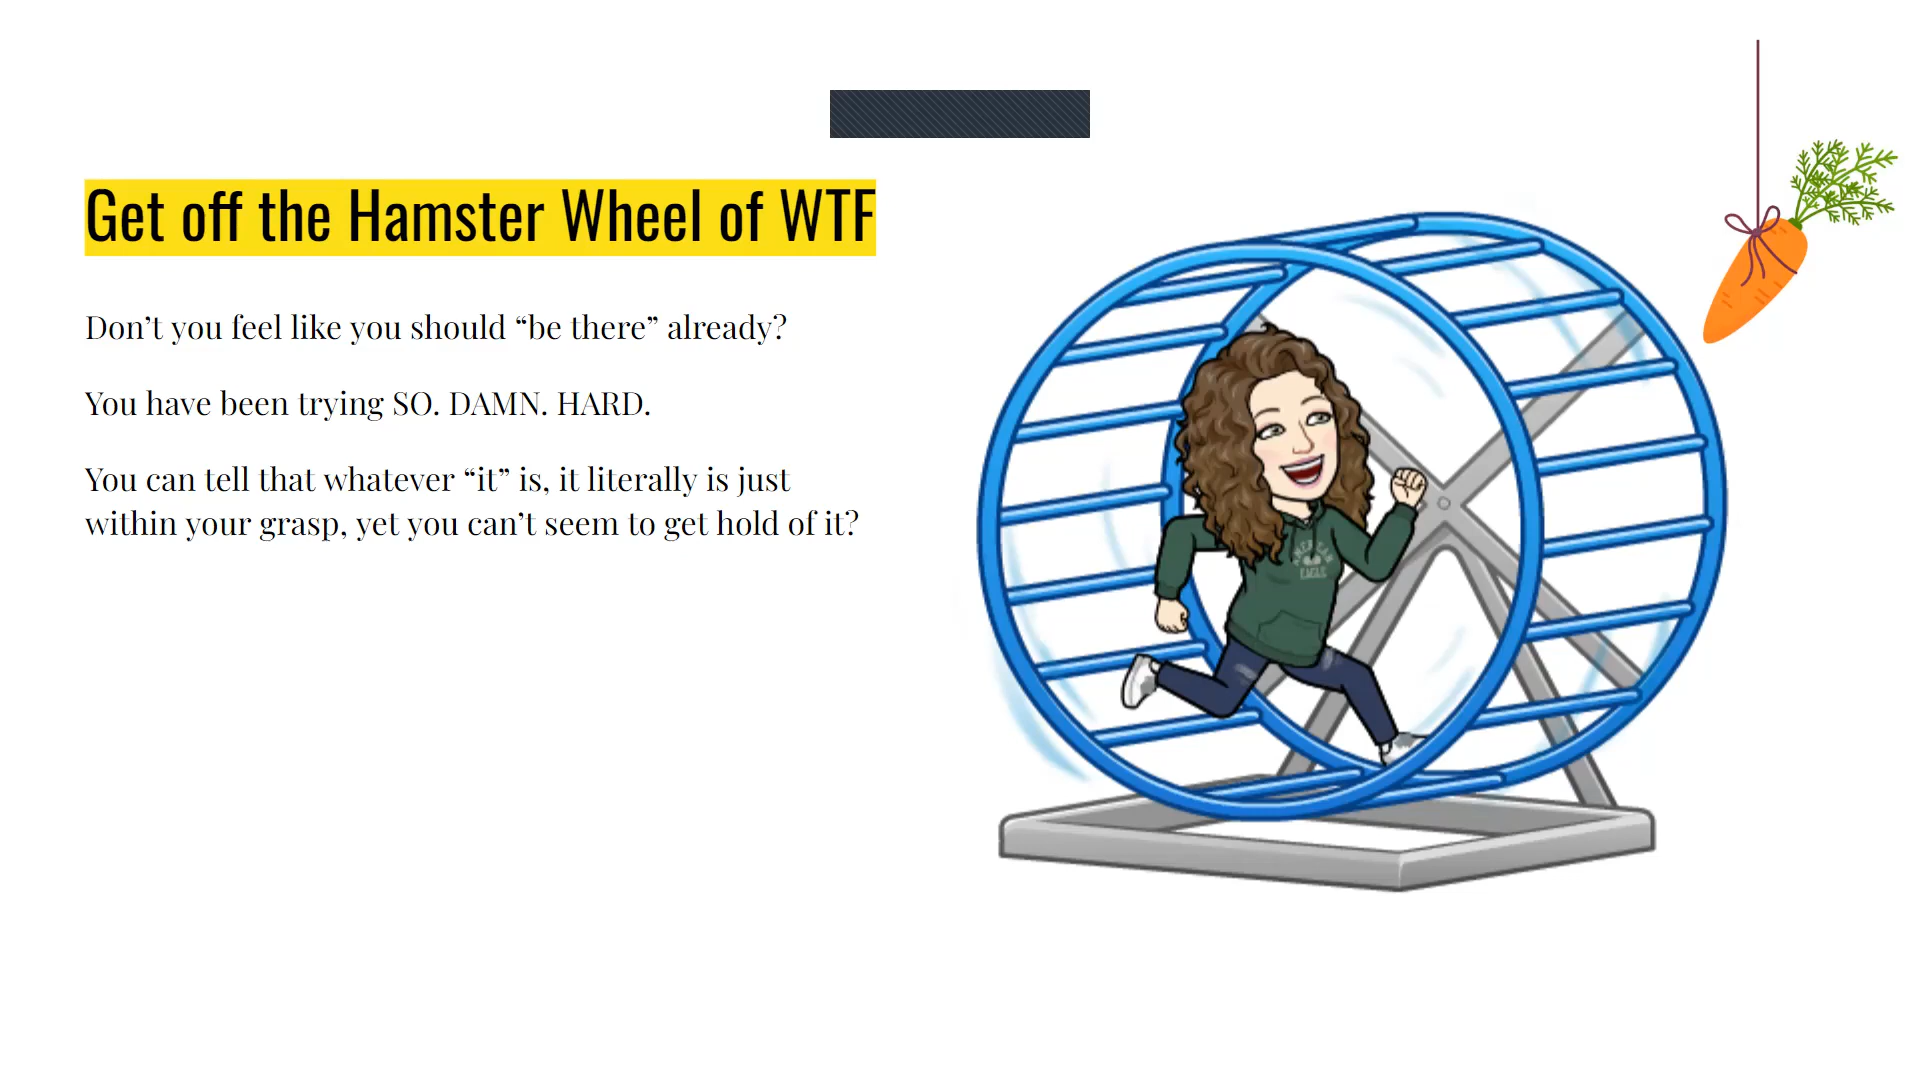 Get off the Hamster Wheel of WTF
Don’t you feel like you should “be there” already?
You have been trying SO. DAMN. HARD.
You can tell that whatever “it” is, it literally is just
within your grasp, yet you can’t seem to get hold of it?
AMERICAN
EAGLE